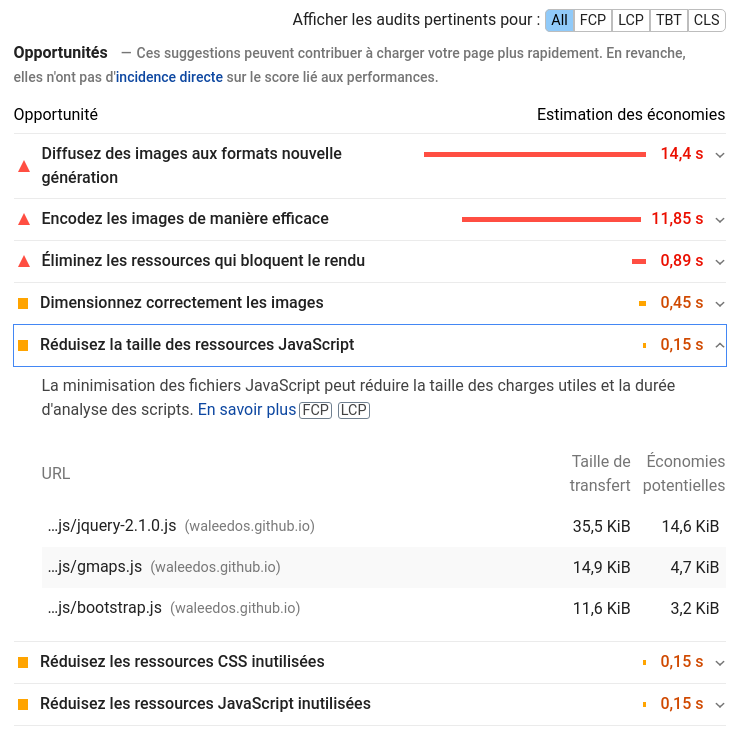 Afficher les audits pertinents pour : All FCP LCP TBT CLS
Opportunités — Ces suggestions peuvent contribuer à charger votre page plus rapidement. En revanche,
elles n'ont pas d'incidence directe sur le score lié aux performances.
Opportunité Estimation des économies
Diffusez des images aux formats nouvelle 14,4 s
génération
Encodez les images de manière efficace 11,85 s
Éliminez les ressources qui bloquent le rendu 0,89 s
Dimensionnez correctement les images 0,45 s
Réduisez la taille des ressources JavaScript 0,15 s
La minimisation des fichiers JavaScript peut réduire la taille des charges utiles et la durée
d'analyse des scripts. En savoir plus FCP LCP
Taille de Économies
URL
transfert potentielles
…js/jquery-2.1.0.js (waleedos.github.io) 35,5 KiB 14,6 KiB
…js/gmaps.js (waleedos.github.io) 14,9 KiB 4,7 KiB
…js/bootstrap.js (waleedos.github.io) 11,6 KiB 3,2 KiB
Réduisez les ressources CSS inutilisées 0,15 s
Réduisez les ressources JavaScript inutilisées 0,15 s